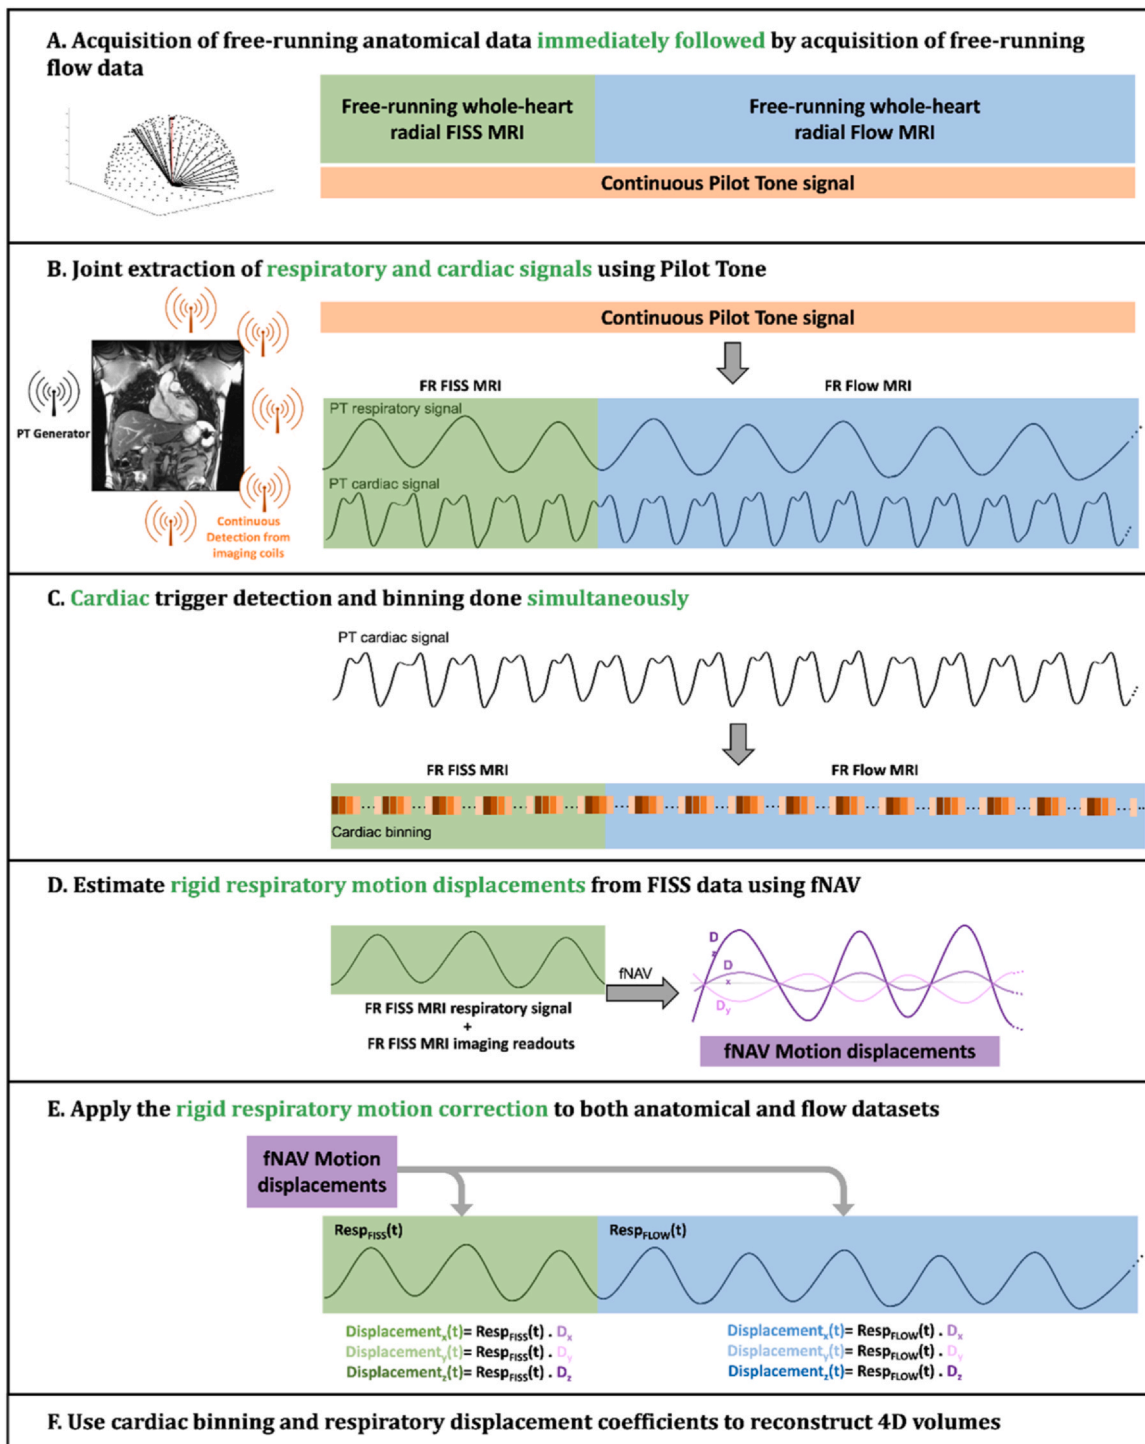 A. Acquisition of free-running anatomical data immediately followed by acquisition of free-running
flow data
Free-running whole-heart
radial FISS MRI
Free-running whole-heart
radial Flow MRI
Continuous Pilot Tone signal
B. Joint extraction of respiratory and cardiac signals using Pilot Tone
Continuous Pilot Tone signal
PT Generator
Continuous
Detection from
imaging coils
FR FISS MRI
FR Flow MRI
PT respiratory signal
PT cardiac signal
C. Cardiac trigger detection and binning done simultaneously
PT cardiac signal
FR FISS MRI
FR Flow MRI
Cardiac binning
D. Estimate rigid respiratory motion displacements from FISS data using fNAV
fNAV
FR FISS MRI respiratory signal
+
FR FISS MRI imaging readouts
D
z
D
x
Dy
fNAV Motion displacements
E. Apply the rigid respiratory motion correction to both anatomical and flow datasets
fNAV Motion
displacements
RespFISS(t)
RespFLOW(t)
Displacementx(t)= RespFISS(t) . Dx
Displacementy(t)= RespFISS(t) . Dy
Displacementz(t)= RespFISS(t) . Dz
Displacementx(t)= RespFLOW(t) . Dx
Displacementy(t)= RespFLOW(t) . Dy
Displacementz(t)= RespFLOW(t) . Dz
F. Use cardiac binning and respiratory displacement coefficients to reconstruct 4D volumes